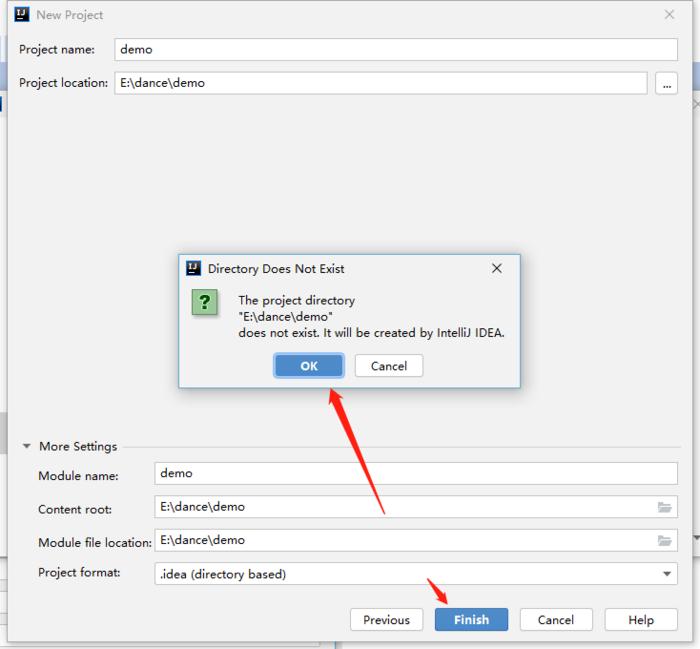 New Project
Project name: demo
Project location: E:\dance\demo ...
Directory Does Not Exist
? The project directory
"E:\dance\demo"
does not exist. It will be created by IntelliJ IDEA.
OK Cancel
More Settings
Module name: demo
Content root: E:\dance\demo
Module file location: E:\dance\demo
Project format: .idea (directory based)
Previous Finish Cancel Help